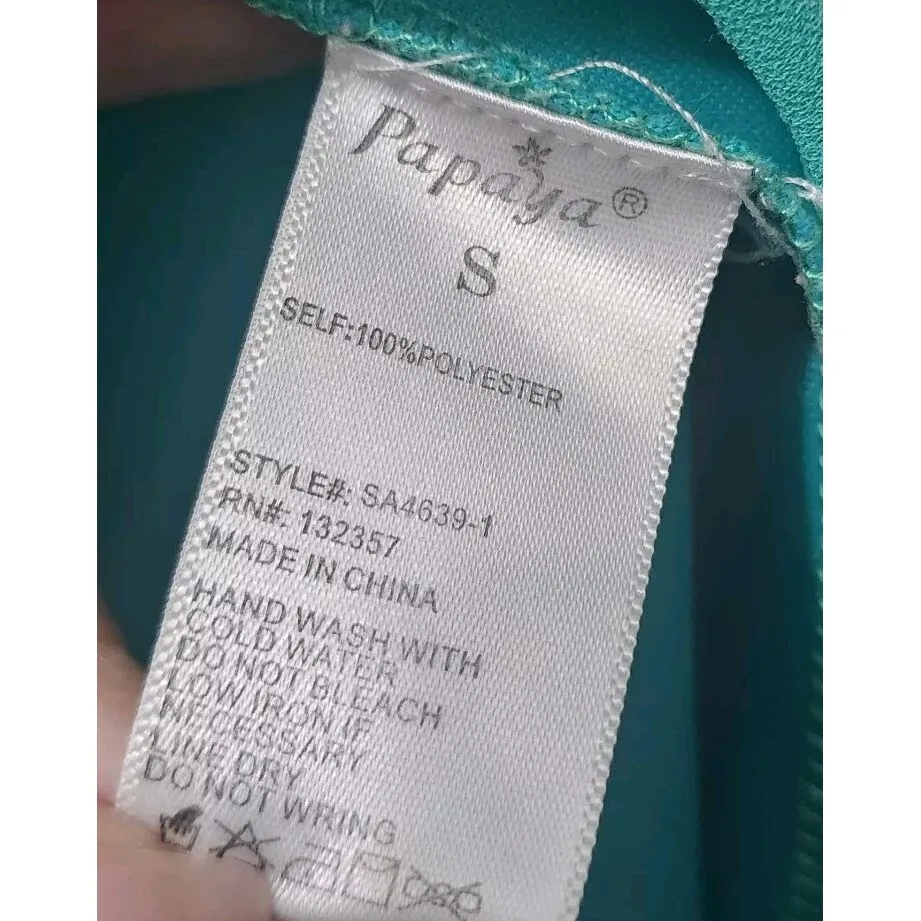 Papaya®
S
SELF:100%POLYESTER
STYLE#: SA4639-1
RN#: 132357
MADE IN CHINA
HAND WASH WITH
COLD WATER
DO NOT BLEACH
LOW IRON IF
NECESSARY
LINE DRY
DO NOT WRING